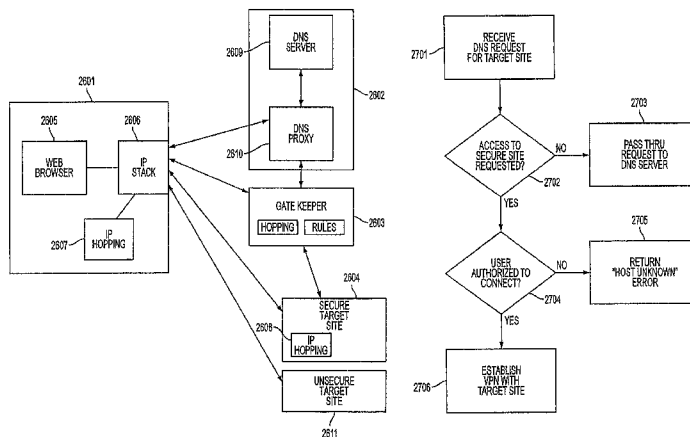 2601
2605
2606
WEB
BROWSER
IP
STACK
2607
IP
HOPPING
2609
DNS
SERVER
2602
DNS
PROXY
2610
GATE KEEPER
HOPPING
RULES
2603
2604
SECURE
TARGET
SITE
2608
IP
HOPPING
UNSECURE
TARGET
SITE
2611
2701
RECEIVE
DNS REQUEST
FOR TARGET SITE
ACCESS TO
SECURE SITE
REQUESTED?
2702
NO
2703
PASS THRU
REQUEST TO
DNS SERVER
YES
USER
AUTHORIZED TO
CONNECT?
2704
NO
2705
RETURN
"HOST UNKNOWN"
ERROR
YES
2706
ESTABLISH
VPN WITH
TARGET SITE